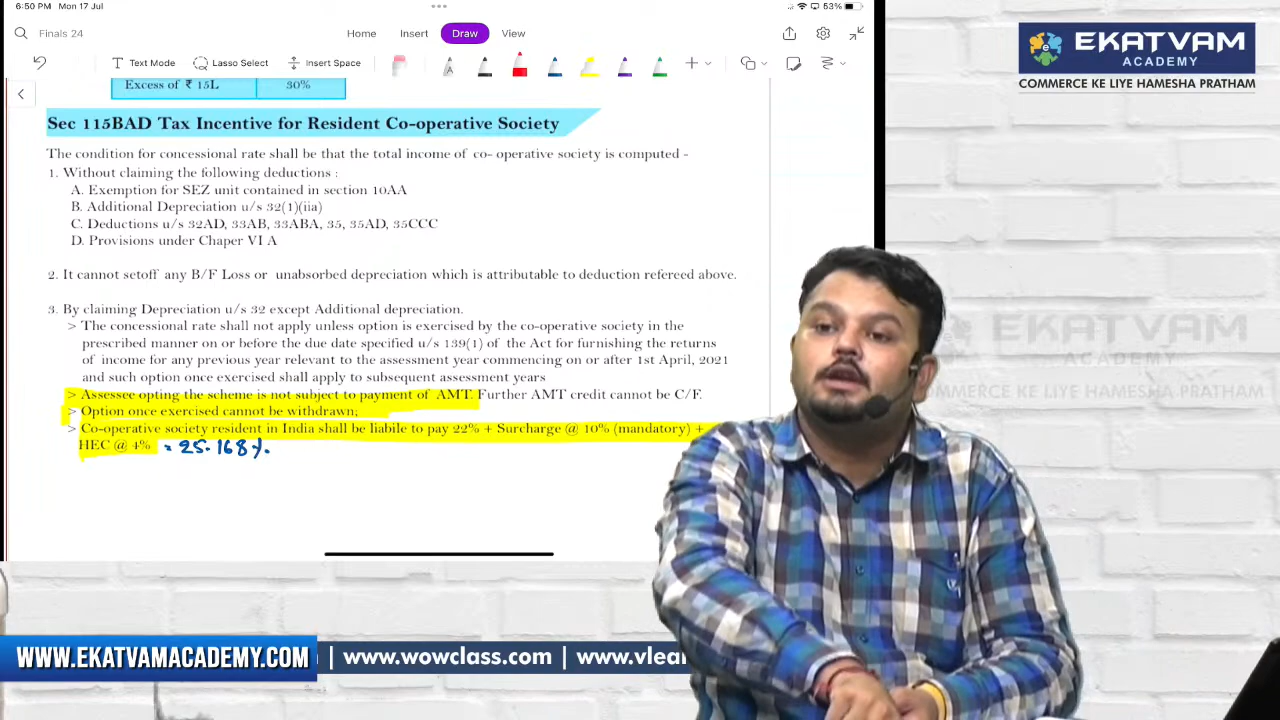 6:50 PM Mon 17 Jul
53%
Finals 24
Home Insert Draw View
Text Mode Lasso Select Insert Space
Excess of ₹ 15L 30%
Sec 115BAD Tax Incentive for Resident Co-operative Society
The condition for concessional rate shall be that the total income of co- operative society is computed -
1. Without claiming the following deductions :
A. Exemption for SEZ unit contained in section 10AA
B. Additional Depreciation u/s 32(1)(iia)
C. Deductions u/s 32AD, 33AB, 33ABA, 35, 35AD, 35CCC
D. Provisions under Chaper VI A
2. It cannot setoff any B/F Loss or unabsorbed depreciation which is attributable to deduction refereed above.
3. By claiming Depreciation u/s 32 except Additional depreciation.
> The concessional rate shall not apply unless option is exercised by the co-operative society in the
prescribed manner on or before the due date specified u/s 139(1) of the Act for furnishing the returns
of income for any previous year relevant to the assessment year commencing on or after 1st April, 2021
and such option once exercised shall apply to subsequent assessment years
> Assessee opting the scheme is not subject to payment of AMT. Further AMT credit cannot be C/F.
> Option once exercised cannot be withdrawn;
> Co-operative society resident in India shall be liabile to pay 22% + Surcharge @ 10% (mandatory) +
HEC @ 4% = 25.168%.
EKATVAM
ACADEMY
COMMERCE KE LIYE HAMESHA PRATHAM
EKATVAM
COMMERCE KE LIYE HAMESHA PRATHAM
WWW.EKATVAMACADEMY.COM | www.wowclass.com | www.vlea